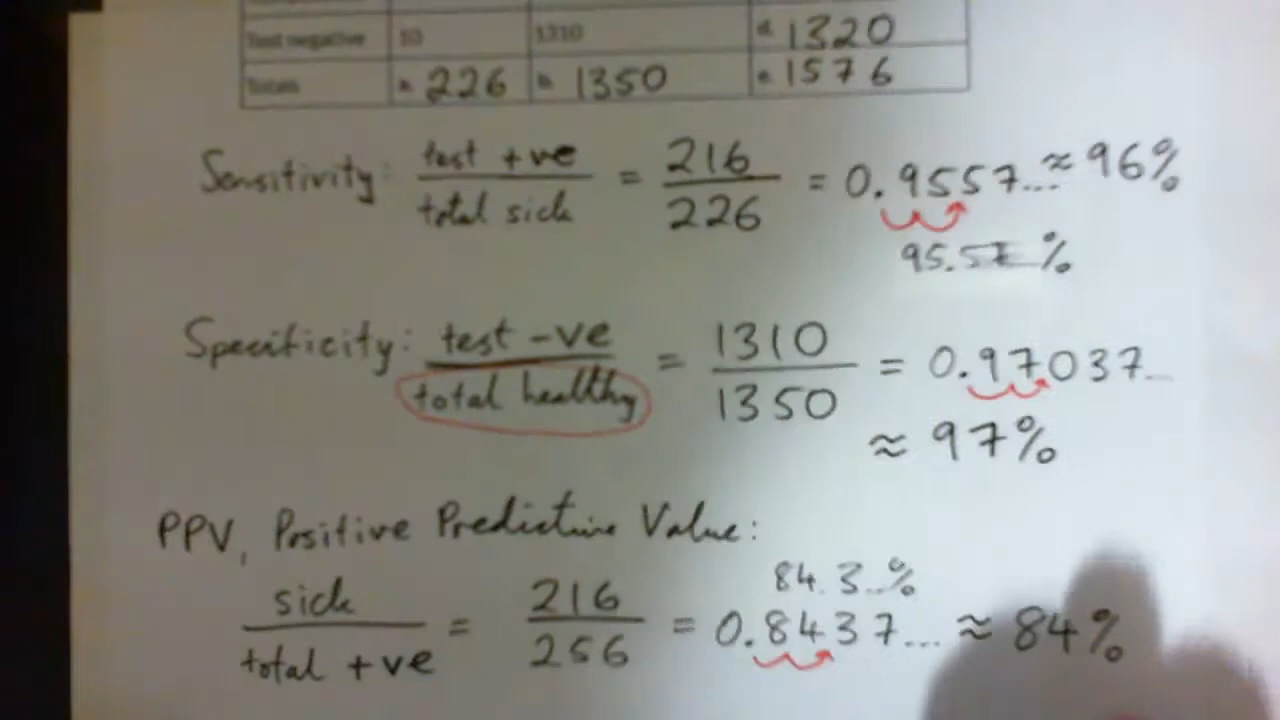 Test negative 10 1310 d. 1320
Totals a. 226 b. 1350 e. 1576
Sensitivity: test +ve / total sick = 216 / 226 = 0.9557... ≈ 96%
95.57 %
Specificity: test -ve / total healthy = 1310 / 1350 = 0.97037...
≈ 97%
PPV, Positive Predictive Value:
84.3..%
sick / total +ve = 216 / 256 = 0.8437... ≈ 84%